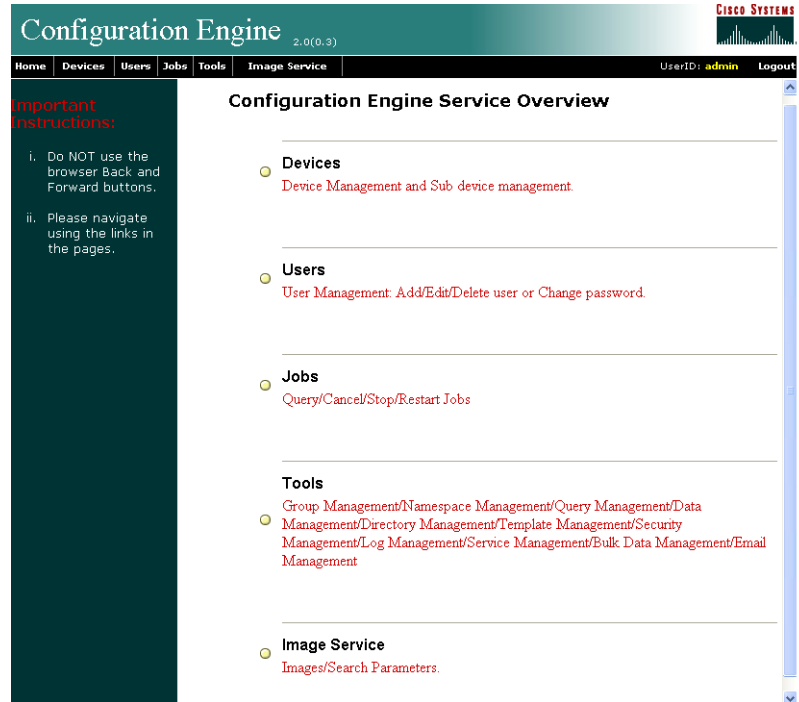 Configuration Engine 2.0(0.3)
CISCO SYSTEMS
Home Devices Users Jobs Tools Image Service UserID: admin Logout
Important
Instructions:
i. Do NOT use the
browser Back and
Forward buttons.
ii. Please navigate
using the links in
the pages.
Configuration Engine Service Overview
Devices
Device Management and Sub device management.
Users
User Management: Add/Edit/Delete user or Change password.
Jobs
Query/Cancel/Stop/Restart Jobs
Tools
Group Management/Namespace Management/Query Management/Data
Management/Directory Management/Template Management/Security
Management/Log Management/Service Management/Bulk Data Management/Email
Management
Image Service
Images/Search Parameters.